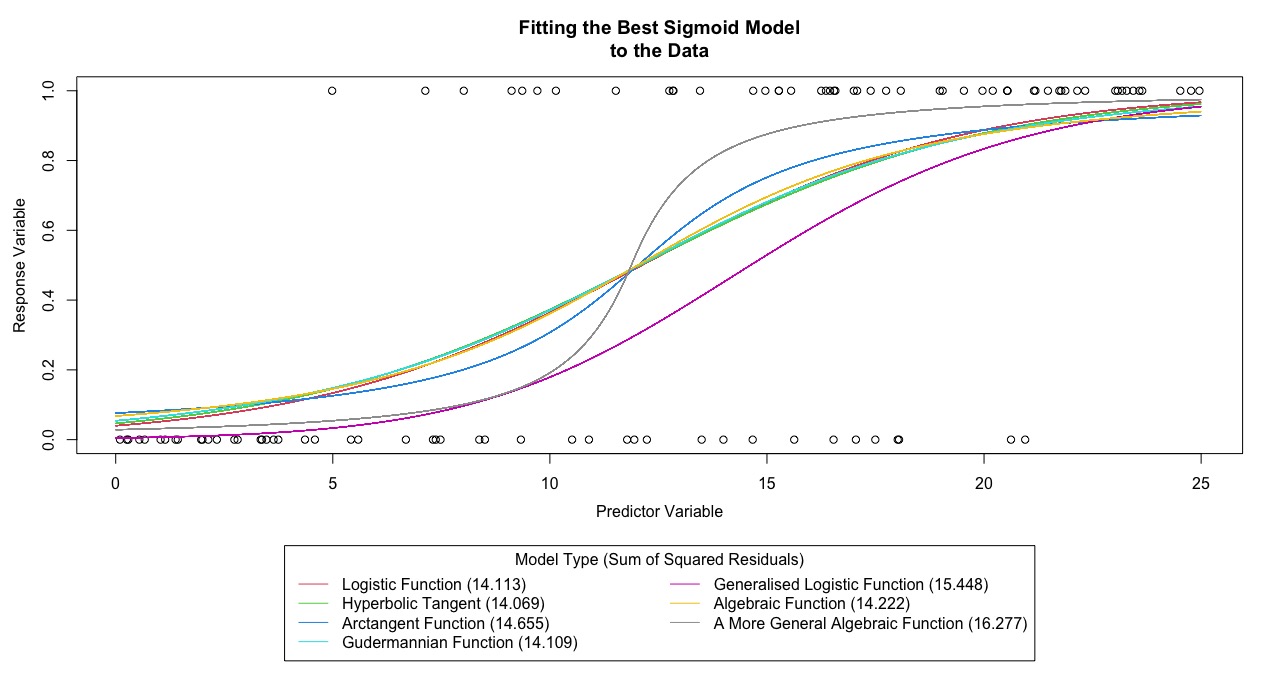 Fitting the Best Sigmoid Model
to the Data
Response Variable
1.0
0.8
0.6
0.4
0.2
0.0
0 5 10 15 20 25
Predictor Variable
Model Type (Sum of Squared Residuals)
Logistic Function (14.113)
Hyperbolic Tangent (14.069)
Arctangent Function (14.655)
Gudermannian Function (14.109)
Generalised Logistic Function (15.448)
Algebraic Function (14.222)
A More General Algebraic Function (16.277)